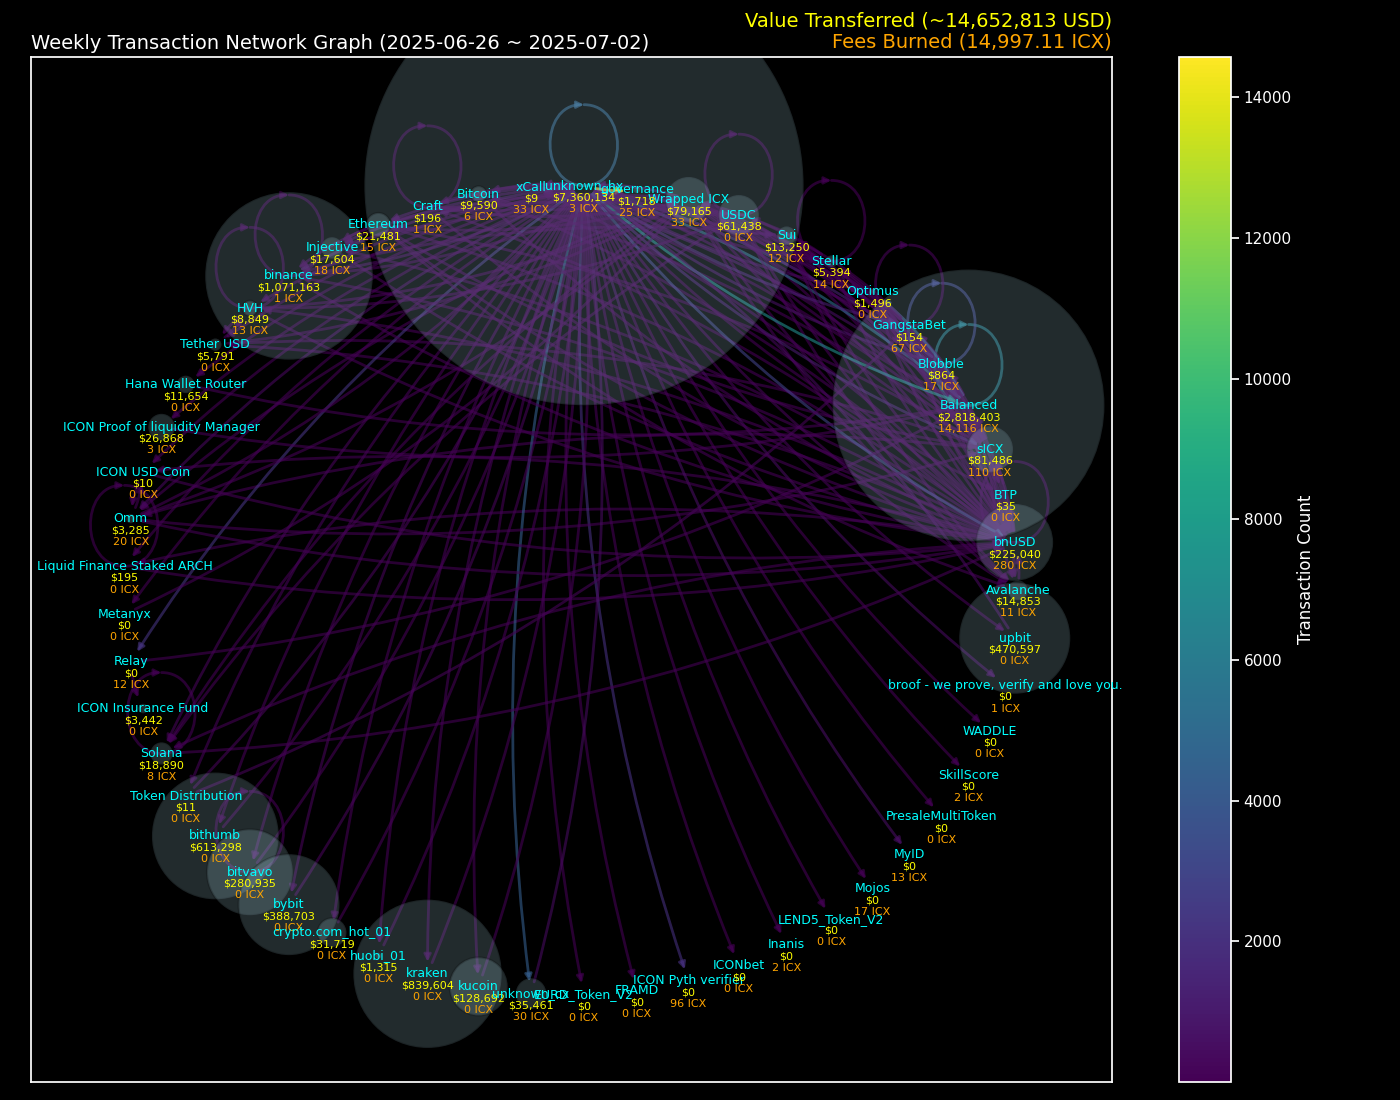 Value Transferred (~14,652,813 USD)
Weekly Transaction Network Graph (2025-06-26 ~ 2025-07-02)
Fees Burned (14,997.11 ICX)
unknown_hx
$7,360,134
3 ICX
xCall
$9
33 ICX
governance
$1,718
25 ICX
Bitcoin
$9,590
6 ICX
Wrapped ICX
$79,165
33 ICX
Craft
$196
1 ICX
USDC
$61,438
0 ICX
Ethereum
$21,481
15 ICX
Sui
$13,250
12 ICX
Injective
$17,604
18 ICX
Stellar
$5,394
14 ICX
binance
$1,071,163
1 ICX
Optimus
$1,496
0 ICX
HVH
$8,849
13 ICX
GangstaBet
$154
67 ICX
Tether USD
$5,791
0 ICX
Blobble
$864
17 ICX
Hana Wallet Router
$11,654
0 ICX
Balanced
$2,818,403
14,116 ICX
ICON Proof of liquidity Manager
$26,868
3 ICX
sICX
$81,486
110 ICX
ICON USD Coin
$10
0 ICX
BTP
$35
0 ICX
Omm
$3,285
20 ICX
bnUSD
$225,040
280 ICX
Liquid Finance Staked ARCH
$195
0 ICX
Avalanche
$14,853
11 ICX
Metanyx
$0
0 ICX
upbit
$470,597
0 ICX
Relay
$0
12 ICX
broof - we prove, verify and love you.
$0
1 ICX
ICON Insurance Fund
$3,442
0 ICX
WADDLE
$0
0 ICX
Solana
$18,890
8 ICX
SkillScore
$0
2 ICX
Token Distribution
$11
0 ICX
PresaleMultiToken
$0
0 ICX
bithumb
$613,298
0 ICX
MyID
$0
13 ICX
bitvavo
$280,935
0 ICX
Mojos
$0
17 ICX
bybit
$388,703
0 ICX
LEND5_Token_V2
$0
0 ICX
crypto.com_hot_01
$31,719
0 ICX
Inanis
$0
2 ICX
huobi_01
$1,315
0 ICX
ICONbet
$0
0 ICX
kraken
$839,604
0 ICX
ICON Pyth verifier
$0
96 ICX
kucoin
$128,692
0 ICX
FRAMD
$0
0 ICX
unknown_cx
$35,461
30 ICX
EURD_Token_V2
$0
0 ICX
14000
12000
10000
8000
6000
4000
2000
Transaction Count